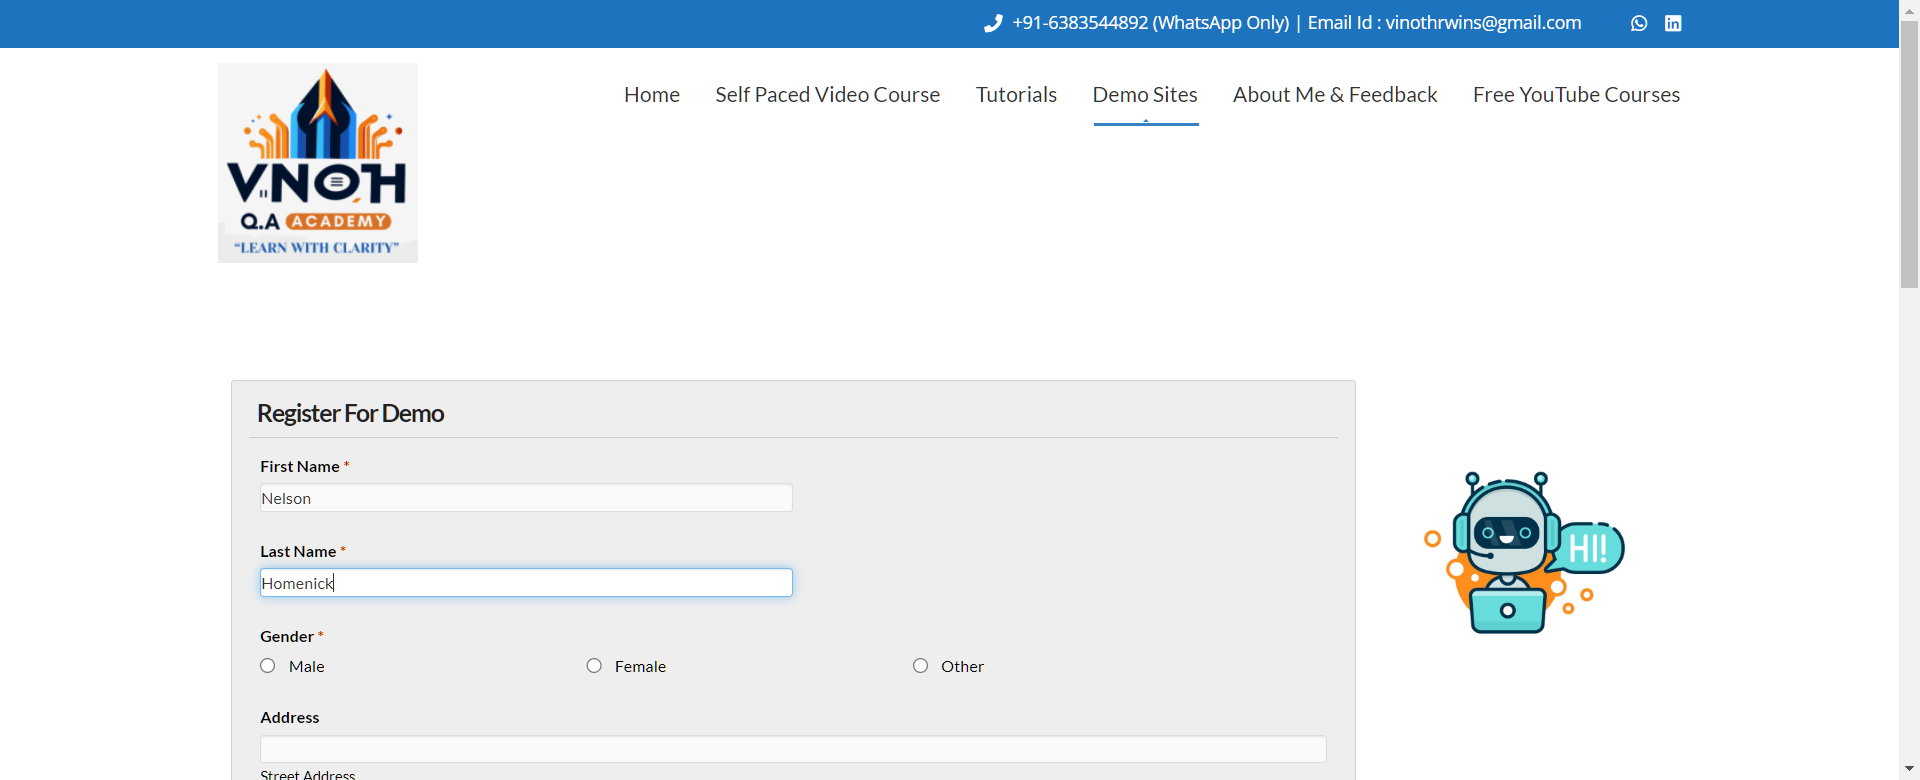 +91-6383544892 (WhatsApp Only) | Email Id : vinothrwins@gmail.com
VNOH
Q.A ACADEMY
"LEARN WITH CLARITY"
Home Self Paced Video Course Tutorials Demo Sites About Me & Feedback Free YouTube Courses
Register For Demo
First Name *
Nelson
Last Name *
Homenick
HI!
Gender *
Male Female Other
Address
Street Address